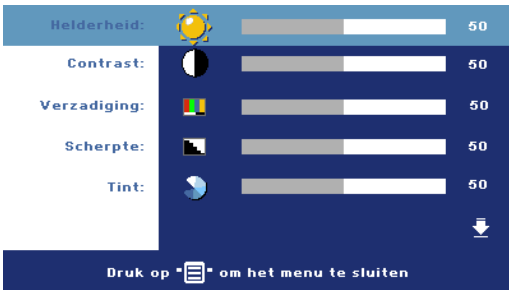 Helderheid: 50
Contrast: 50
Verzadiging: 50
Scherpte: 50
Tint: 50
Druk op "" om het menu te sluiten